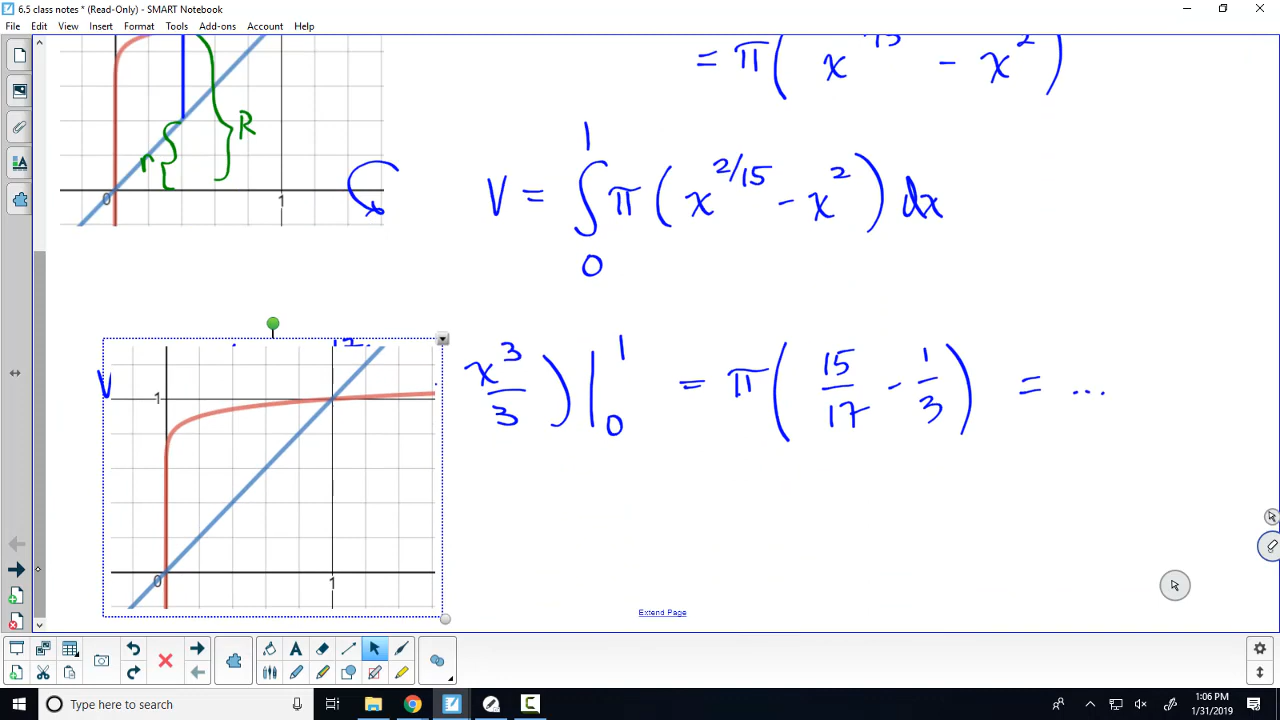 6.5 class notes * (Read-Only) — SMART Notebook
File Edit View Insert Format Tools Add-ons Account Help
= π( x - x² )
r R
0 1
V = ∫₀¹ π ( x^{2/15} - x² ) dx
V x³/3 ) |₀¹ = π( 15/17 - 1/3 ) = ...
1
0 1
Extend Page
Type here to search
1:06 PM
1/31/2019